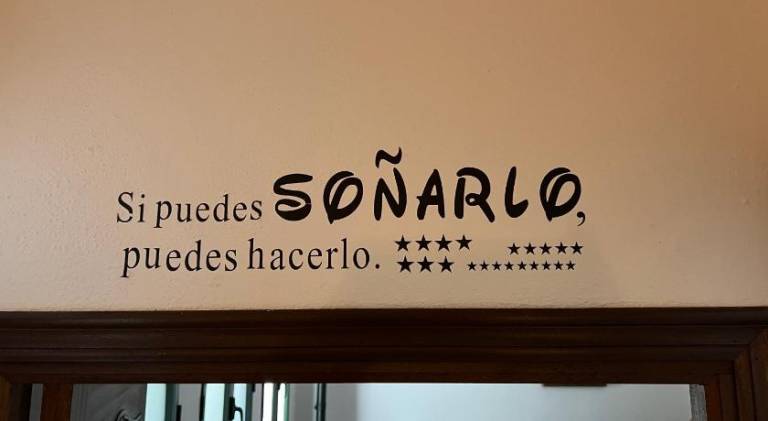 Si puedes SOÑARLO,
puedes hacerlo.